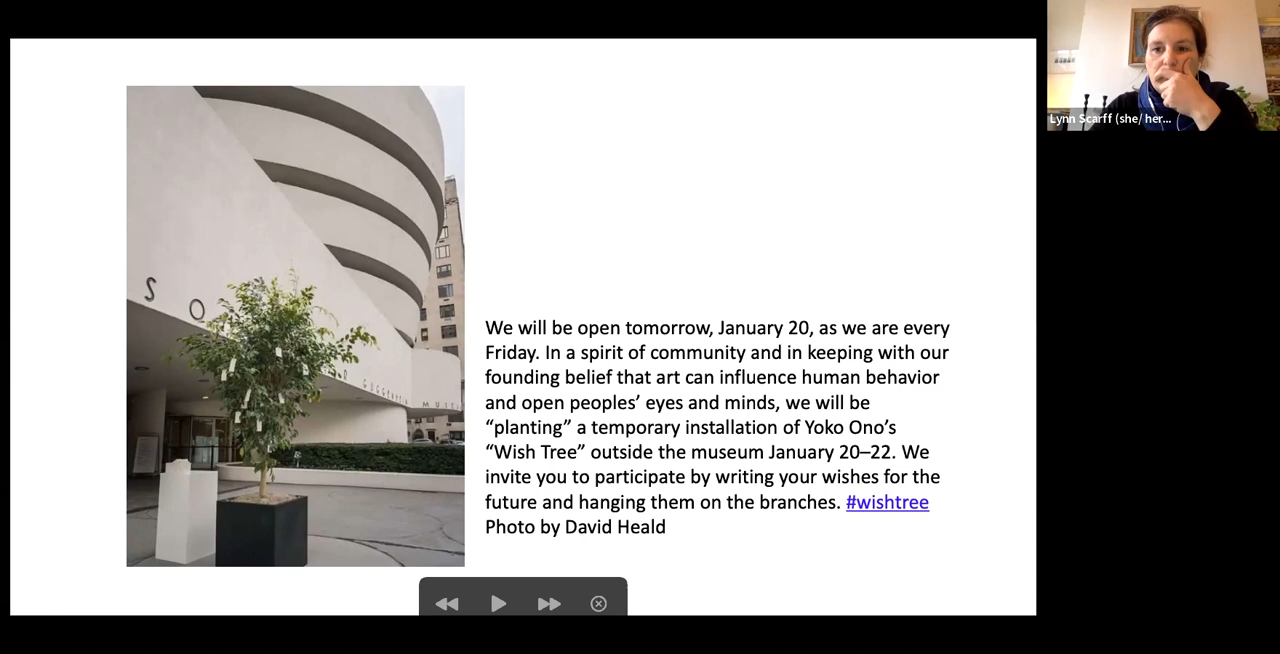 S O
R GUGGENHEIM MUS
We will be open tomorrow, January 20, as we are every
Friday. In a spirit of community and in keeping with our
founding belief that art can influence human behavior
and open peoples’ eyes and minds, we will be
“planting” a temporary installation of Yoko Ono’s
“Wish Tree” outside the museum January 20–22. We
invite you to participate by writing your wishes for the
future and hanging them on the branches. #wishtree
Photo by David Heald
Lynn Scarff (she/ her...